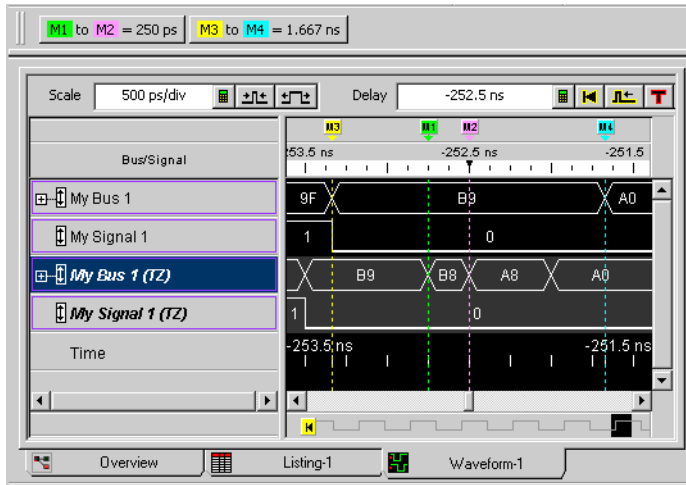 M1 to M2 = 250 ps M3 to M4 = 1.667 ns
Scale 500 ps/div Delay -252.5 ns T
M3 M1 M2 M4
Bus/Signal :53.5 ns -252.5 ns -251.5
My Bus 1 9F B9 A0
My Signal 1 1 0
My Bus 1 (TZ) B9 B8 A8 A0
My Signal 1 (TZ) 1 0
Time -253.5 ns -251.5 ns
Overview Listing-1 Waveform-1